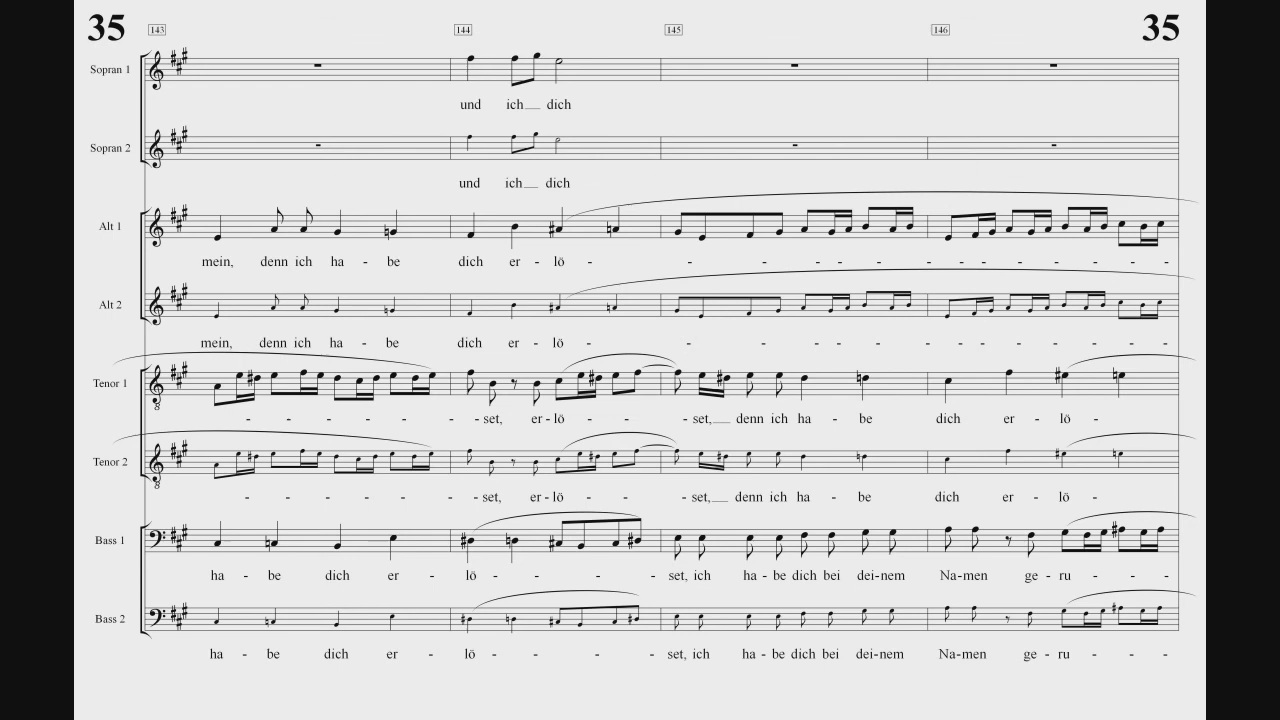 35 143 144 145 146 35
Sopran 1
und ich__ dich
Sopran 2
und ich__ dich
Alt 1
mein, denn ich ha - be dich er - lö - - - - - - - - - - - - -
Alt 2
mein, denn ich ha - be dich er - lö - - - - - - - - - - - - -
Tenor 1
- - - - - - - set, er - lö - - - set,__ denn ich ha - be dich er - lö -
Tenor 2
- - - - - - - set, er - lö - - - set,__ denn ich ha - be dich er - lö -
Bass 1
ha - be dich er - lö - - - - set, ich ha - be dich bei dei-nem Na-men ge - ru - - -
Bass 2
ha - be dich er - lö - - - - set, ich ha - be dich bei dei-nem Na-men ge - ru - - -